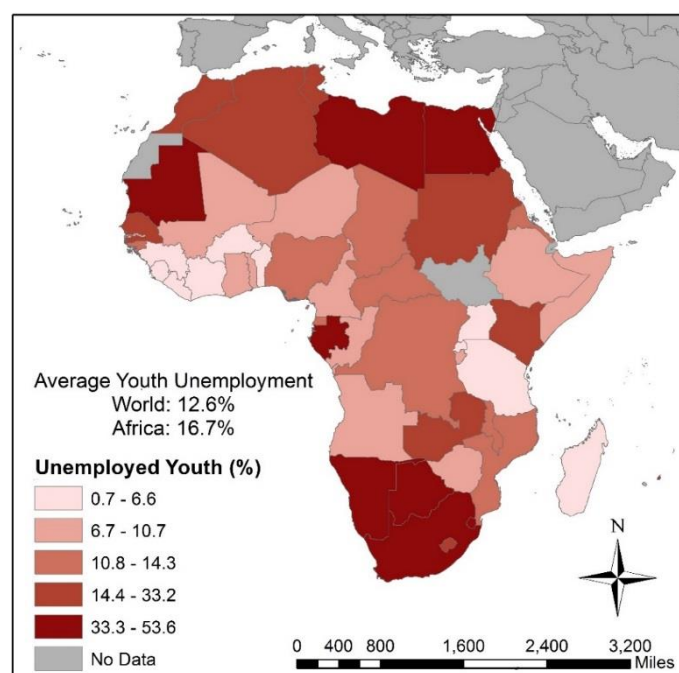 Average Youth Unemployment
World: 12.6%
Africa: 16.7%
Unemployed Youth (%)
0.7 - 6.6
6.7 - 10.7
10.8 - 14.3
14.4 - 33.2
33.3 - 53.6
No Data
N
0 400 800 1,600 2,400 3,200
Miles